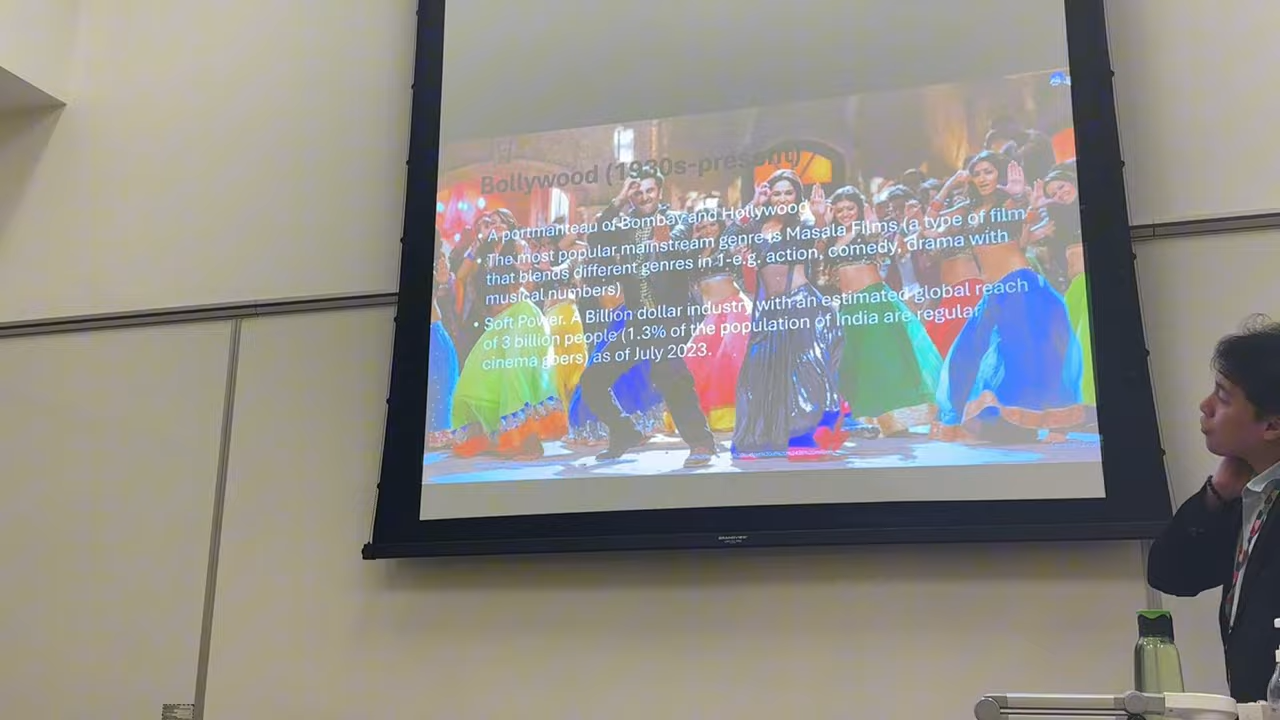 Bollywood (1930s-present)
• A portmanteau of Bombay and Hollywood
• The most popular mainstream genre is Masala Films (a type of film
that blends different genres in 1-e.g. action, comedy, drama with
musical numbers)
• Soft Power. A Billion dollar industry with an estimated global reach
of 3 billion people (1.3% of the population of India are regular
cinema goers) as of July 2023.
GRANDVIEW